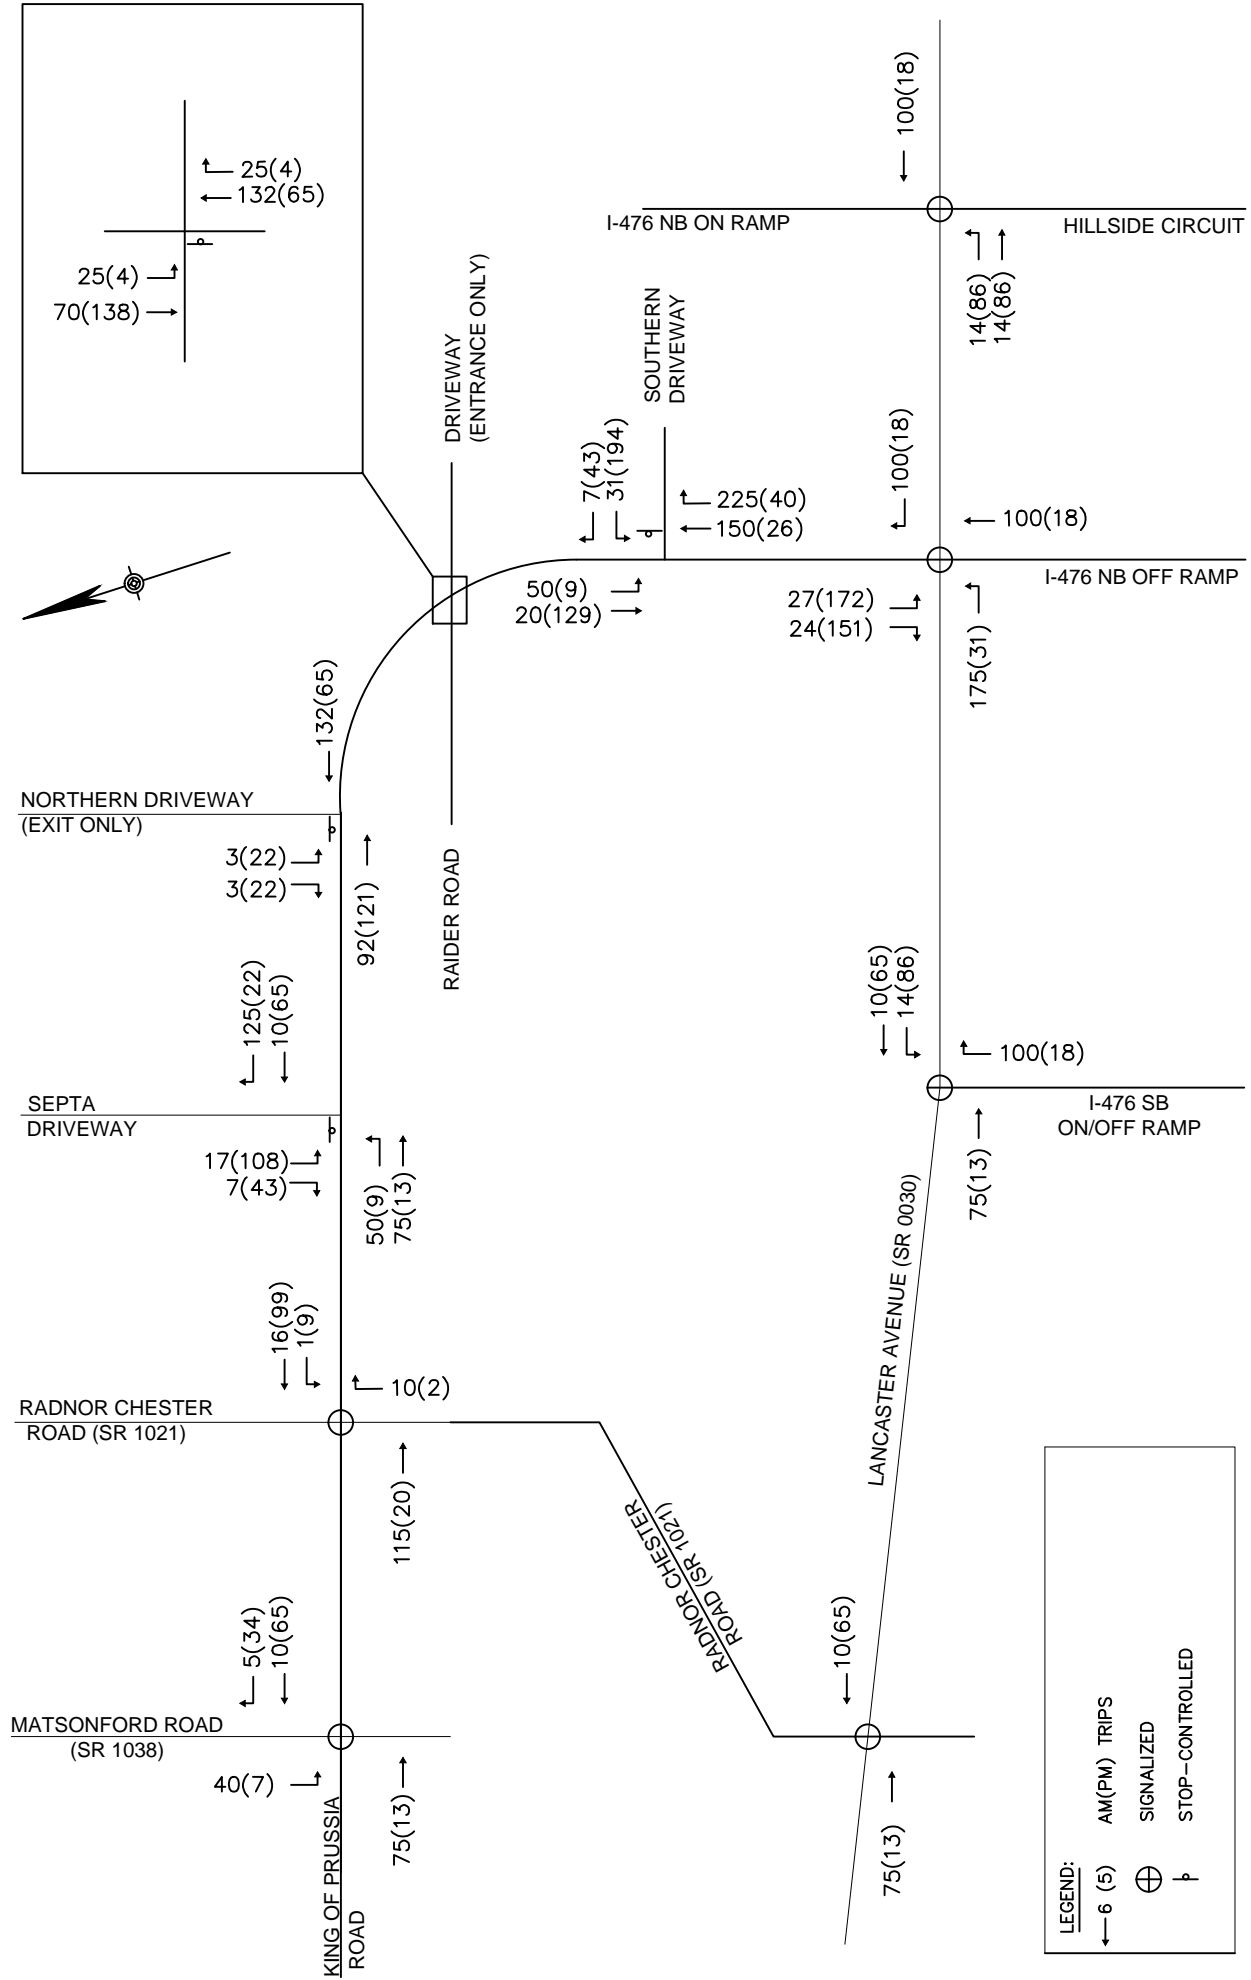 25(4)
132(65)
25(4)
70(138)
100(18)
I-476 NB ON RAMP
HILLSIDE CIRCUIT
14(86)
14(86)
DRIVEWAY
(ENTRANCE ONLY)
SOUTHERN
DRIVEWAY
7(43)
31(194)
225(40)
150(26)
100(18)
100(18)
I-476 NB OFF RAMP
50(9)
20(129)
27(172)
24(151)
175(31)
132(65)
NORTHERN DRIVEWAY
(EXIT ONLY)
3(22)
3(22)
92(121)
RAIDER ROAD
125(22)
10(65)
10(65)
14(86)
100(18)
SEPTA
DRIVEWAY
I-476 SB
ON/OFF RAMP
17(108)
7(43)
50(9)
75(13)
75(13)
LANCASTER AVENUE (SR 0030)
16(99)
1(9)
10(2)
RADNOR CHESTER
ROAD (SR 1021)
115(20)
RADNOR CHESTER
ROAD (SR 1021)
5(34)
10(65)
10(65)
MATSONFORD ROAD
(SR 1038)
40(7)
75(13)
75(13)
KING OF PRUSSIA
ROAD
LEGEND:
6 (5) AM(PM) TRIPS
SIGNALIZED
STOP-CONTROLLED